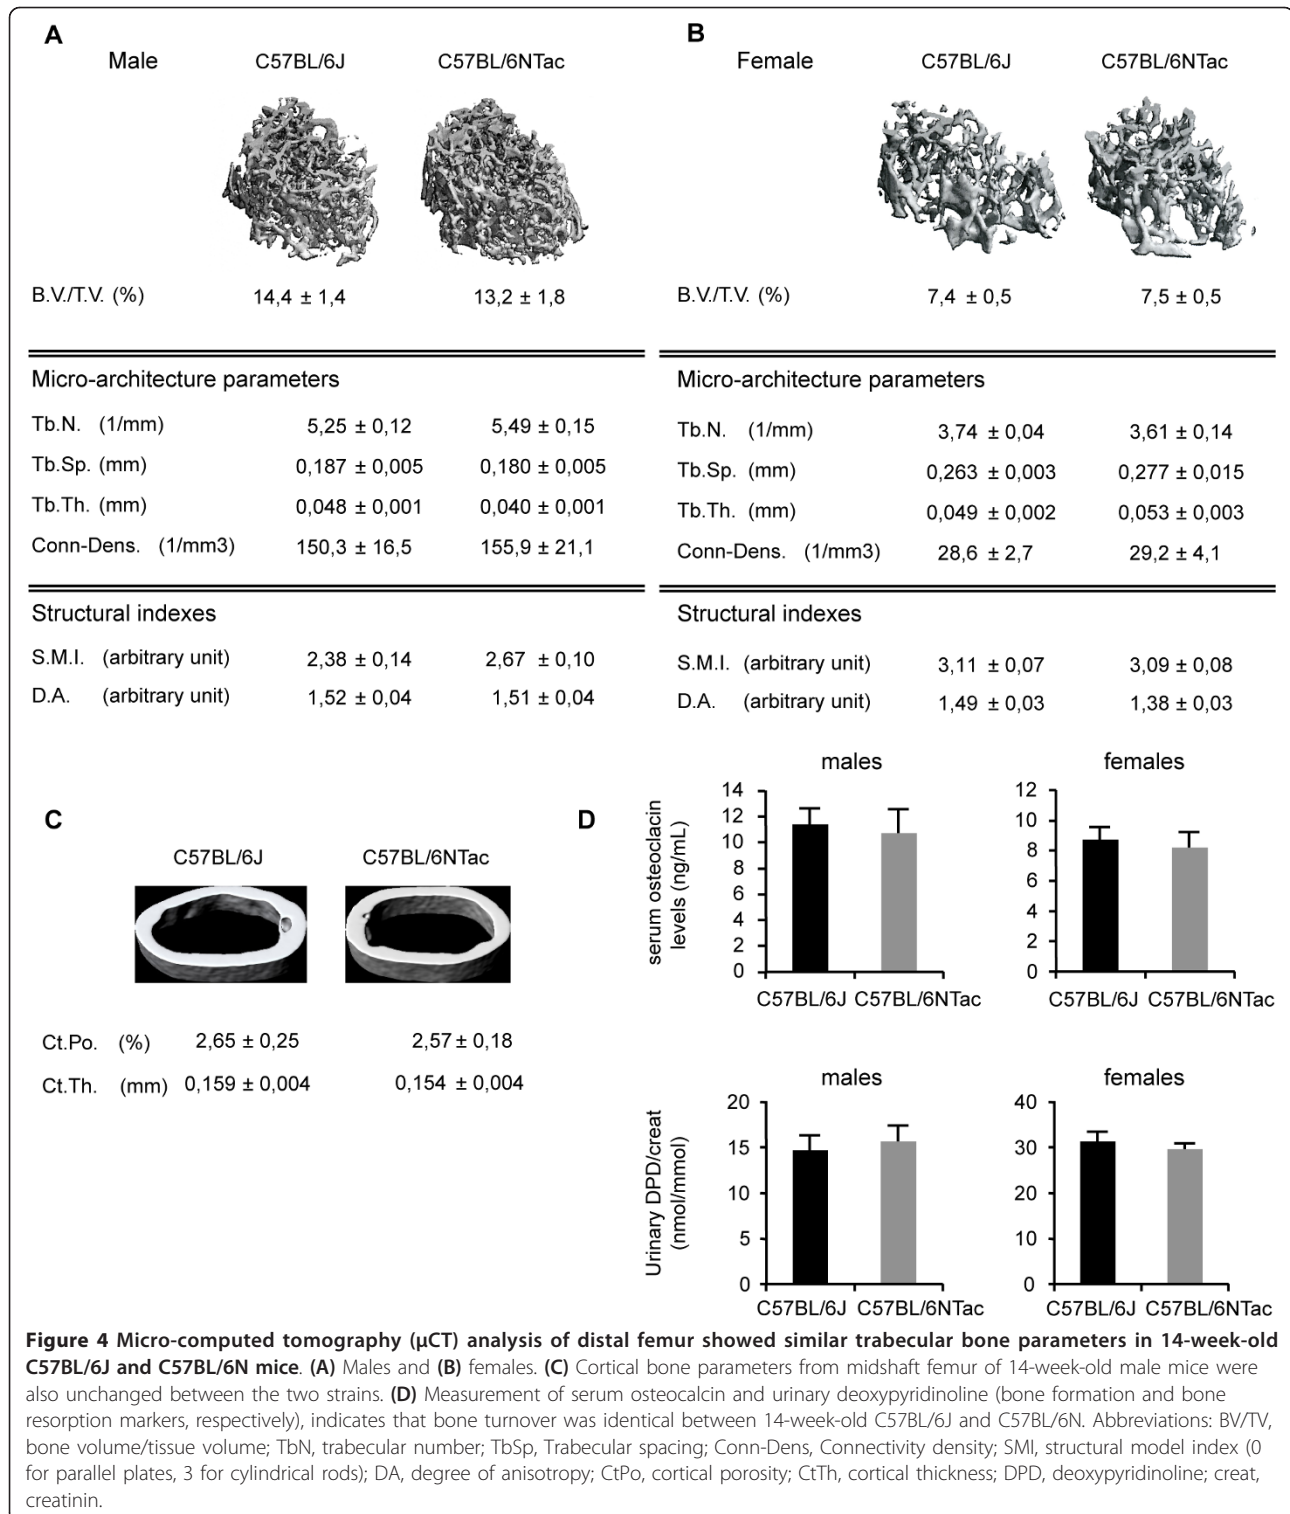 A
Male C57BL/6J C57BL/6NTac
B.V./T.V. (%) 14,4 ± 1,4 13,2 ± 1,8
Micro-architecture parameters
Tb.N. (1/mm) 5,25 ± 0,12 5,49 ± 0,15
Tb.Sp. (mm) 0,187 ± 0,005 0,180 ± 0,005
Tb.Th. (mm) 0,048 ± 0,001 0,040 ± 0,001
Conn-Dens. (1/mm3) 150,3 ± 16,5 155,9 ± 21,1
Structural indexes
S.M.I. (arbitrary unit) 2,38 ± 0,14 2,67 ± 0,10
D.A. (arbitrary unit) 1,52 ± 0,04 1,51 ± 0,04
B
Female C57BL/6J C57BL/6NTac
B.V./T.V. (%) 7,4 ± 0,5 7,5 ± 0,5
Micro-architecture parameters
Tb.N. (1/mm) 3,74 ± 0,04 3,61 ± 0,14
Tb.Sp. (mm) 0,263 ± 0,003 0,277 ± 0,015
Tb.Th. (mm) 0,049 ± 0,002 0,053 ± 0,003
Conn-Dens. (1/mm3) 28,6 ± 2,7 29,2 ± 4,1
Structural indexes
S.M.I. (arbitrary unit) 3,11 ± 0,07 3,09 ± 0,08
D.A. (arbitrary unit) 1,49 ± 0,03 1,38 ± 0,03
C
C57BL/6J C57BL/6NTac
Ct.Po. (%) 2,65 ± 0,25 2,57 ± 0,18
Ct.Th. (mm) 0,159 ± 0,004 0,154 ± 0,004
D
males
serum osteoclacin
levels (ng/mL)
14
12
10
8
6
4
2
0
C57BL/6J C57BL/6NTac
females
12
10
8
6
4
2
0
C57BL/6J C57BL/6NTac
males
Urinary DPD/creat
(nmol/mmol)
20
15
10
5
0
C57BL/6J C57BL/6NTac
females
40
30
20
10
0
C57BL/6J C57BL/6NTac
Figure 4 Micro-computed tomography (μCT) analysis of distal femur showed similar trabecular bone parameters in 14-week-old
C57BL/6J and C57BL/6N mice. (A) Males and (B) females. (C) Cortical bone parameters from midshaft femur of 14-week-old male mice were
also unchanged between the two strains. (D) Measurement of serum osteocalcin and urinary deoxypyridinoline (bone formation and bone
resorption markers, respectively), indicates that bone turnover was identical between 14-week-old C57BL/6J and C57BL/6N. Abbreviations: BV/TV,
bone volume/tissue volume; TbN, trabecular number; TbSp, Trabecular spacing; Conn-Dens, Connectivity density; SMI, structural model index (0
for parallel plates, 3 for cylindrical rods); DA, degree of anisotropy; CtPo, cortical porosity; CtTh, cortical thickness; DPD, deoxypyridinoline; creat,
creatinin.